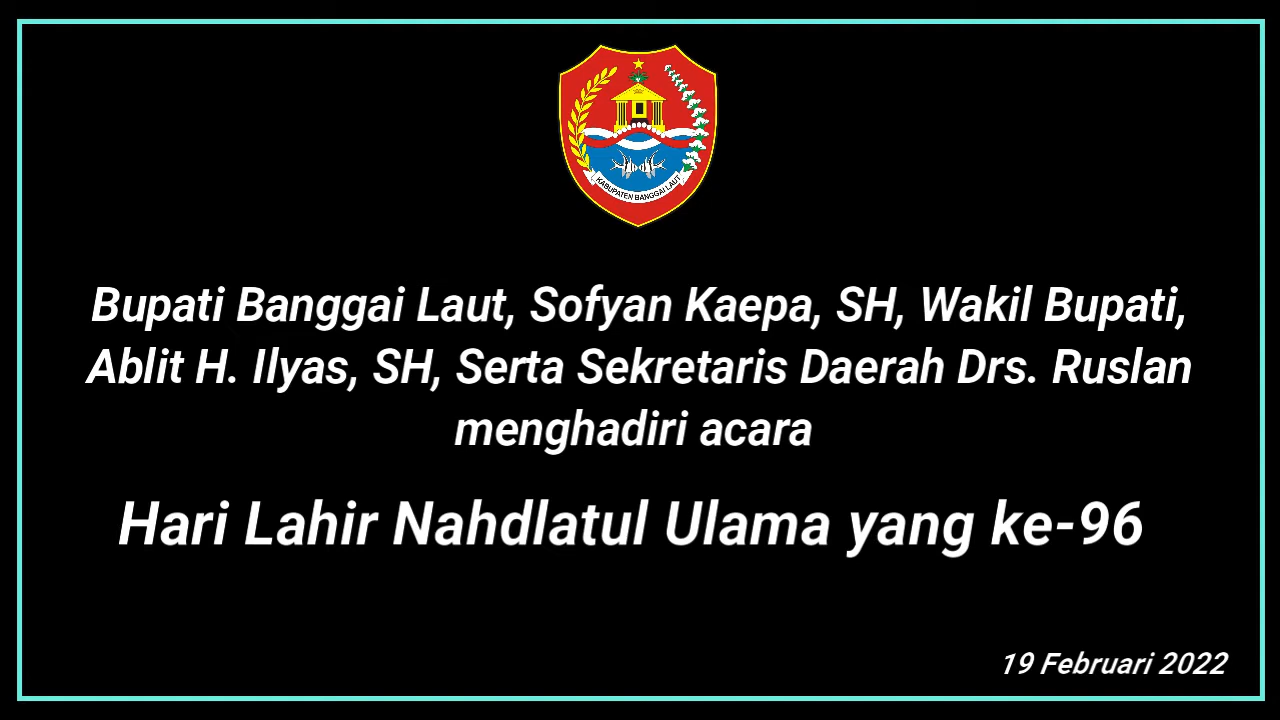 KABUPATEN BANGGAI LAUT
Bupati Banggai Laut, Sofyan Kaepa, SH, Wakil Bupati,
Ablit H. Ilyas, SH, Serta Sekretaris Daerah Drs. Ruslan
menghadiri acara
Hari Lahir Nahdlatul Ulama yang ke-96
19 Februari 2022